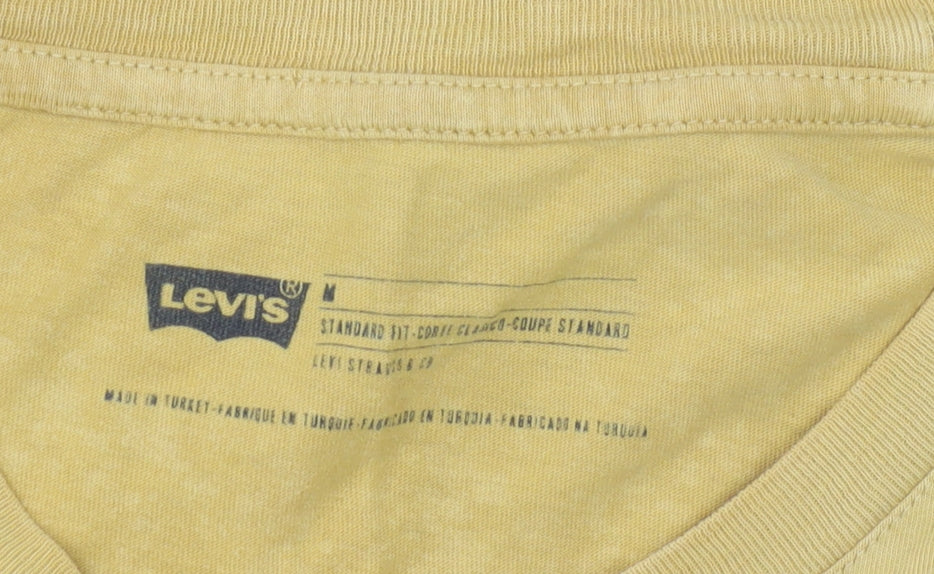 Levi's®
M
STANDARD FIT-CORTE CLASICO-COUPE STANDARD
LEVI STRAUSS & CO
MADE IN TURKEY-FABRIQUE EN TURQUIE-FABRICADO EN TURQUIA-FABRICADO NA TURQUIA